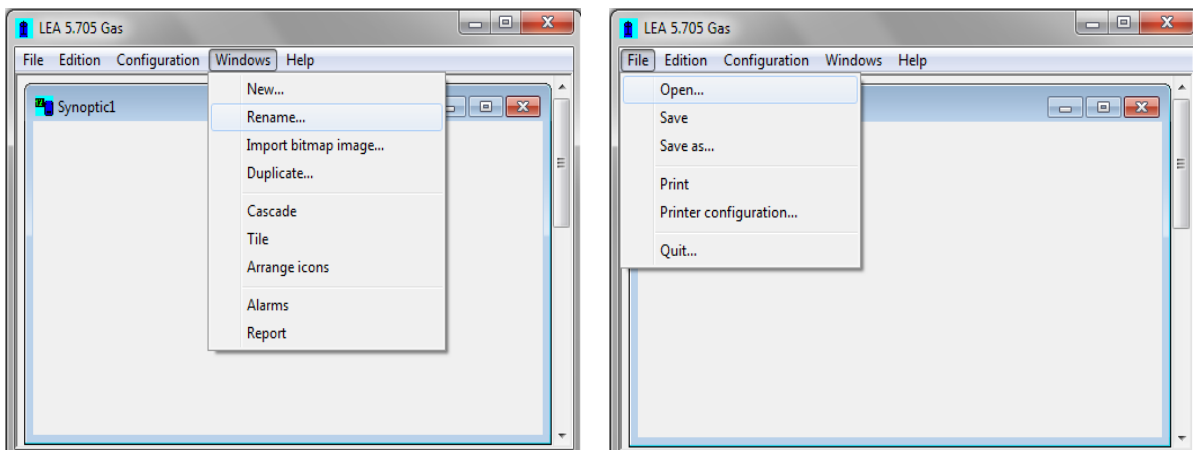 LEA 5.705 Gas
File Edition Configuration Windows Help
Synoptic1
New...
Rename...
Import bitmap image...
Duplicate...
Cascade
Tile
Arrange icons
Alarms
Report
LEA 5.705 Gas
File Edition Configuration Windows Help
Open...
Save
Save as...
Print
Printer configuration...
Quit...